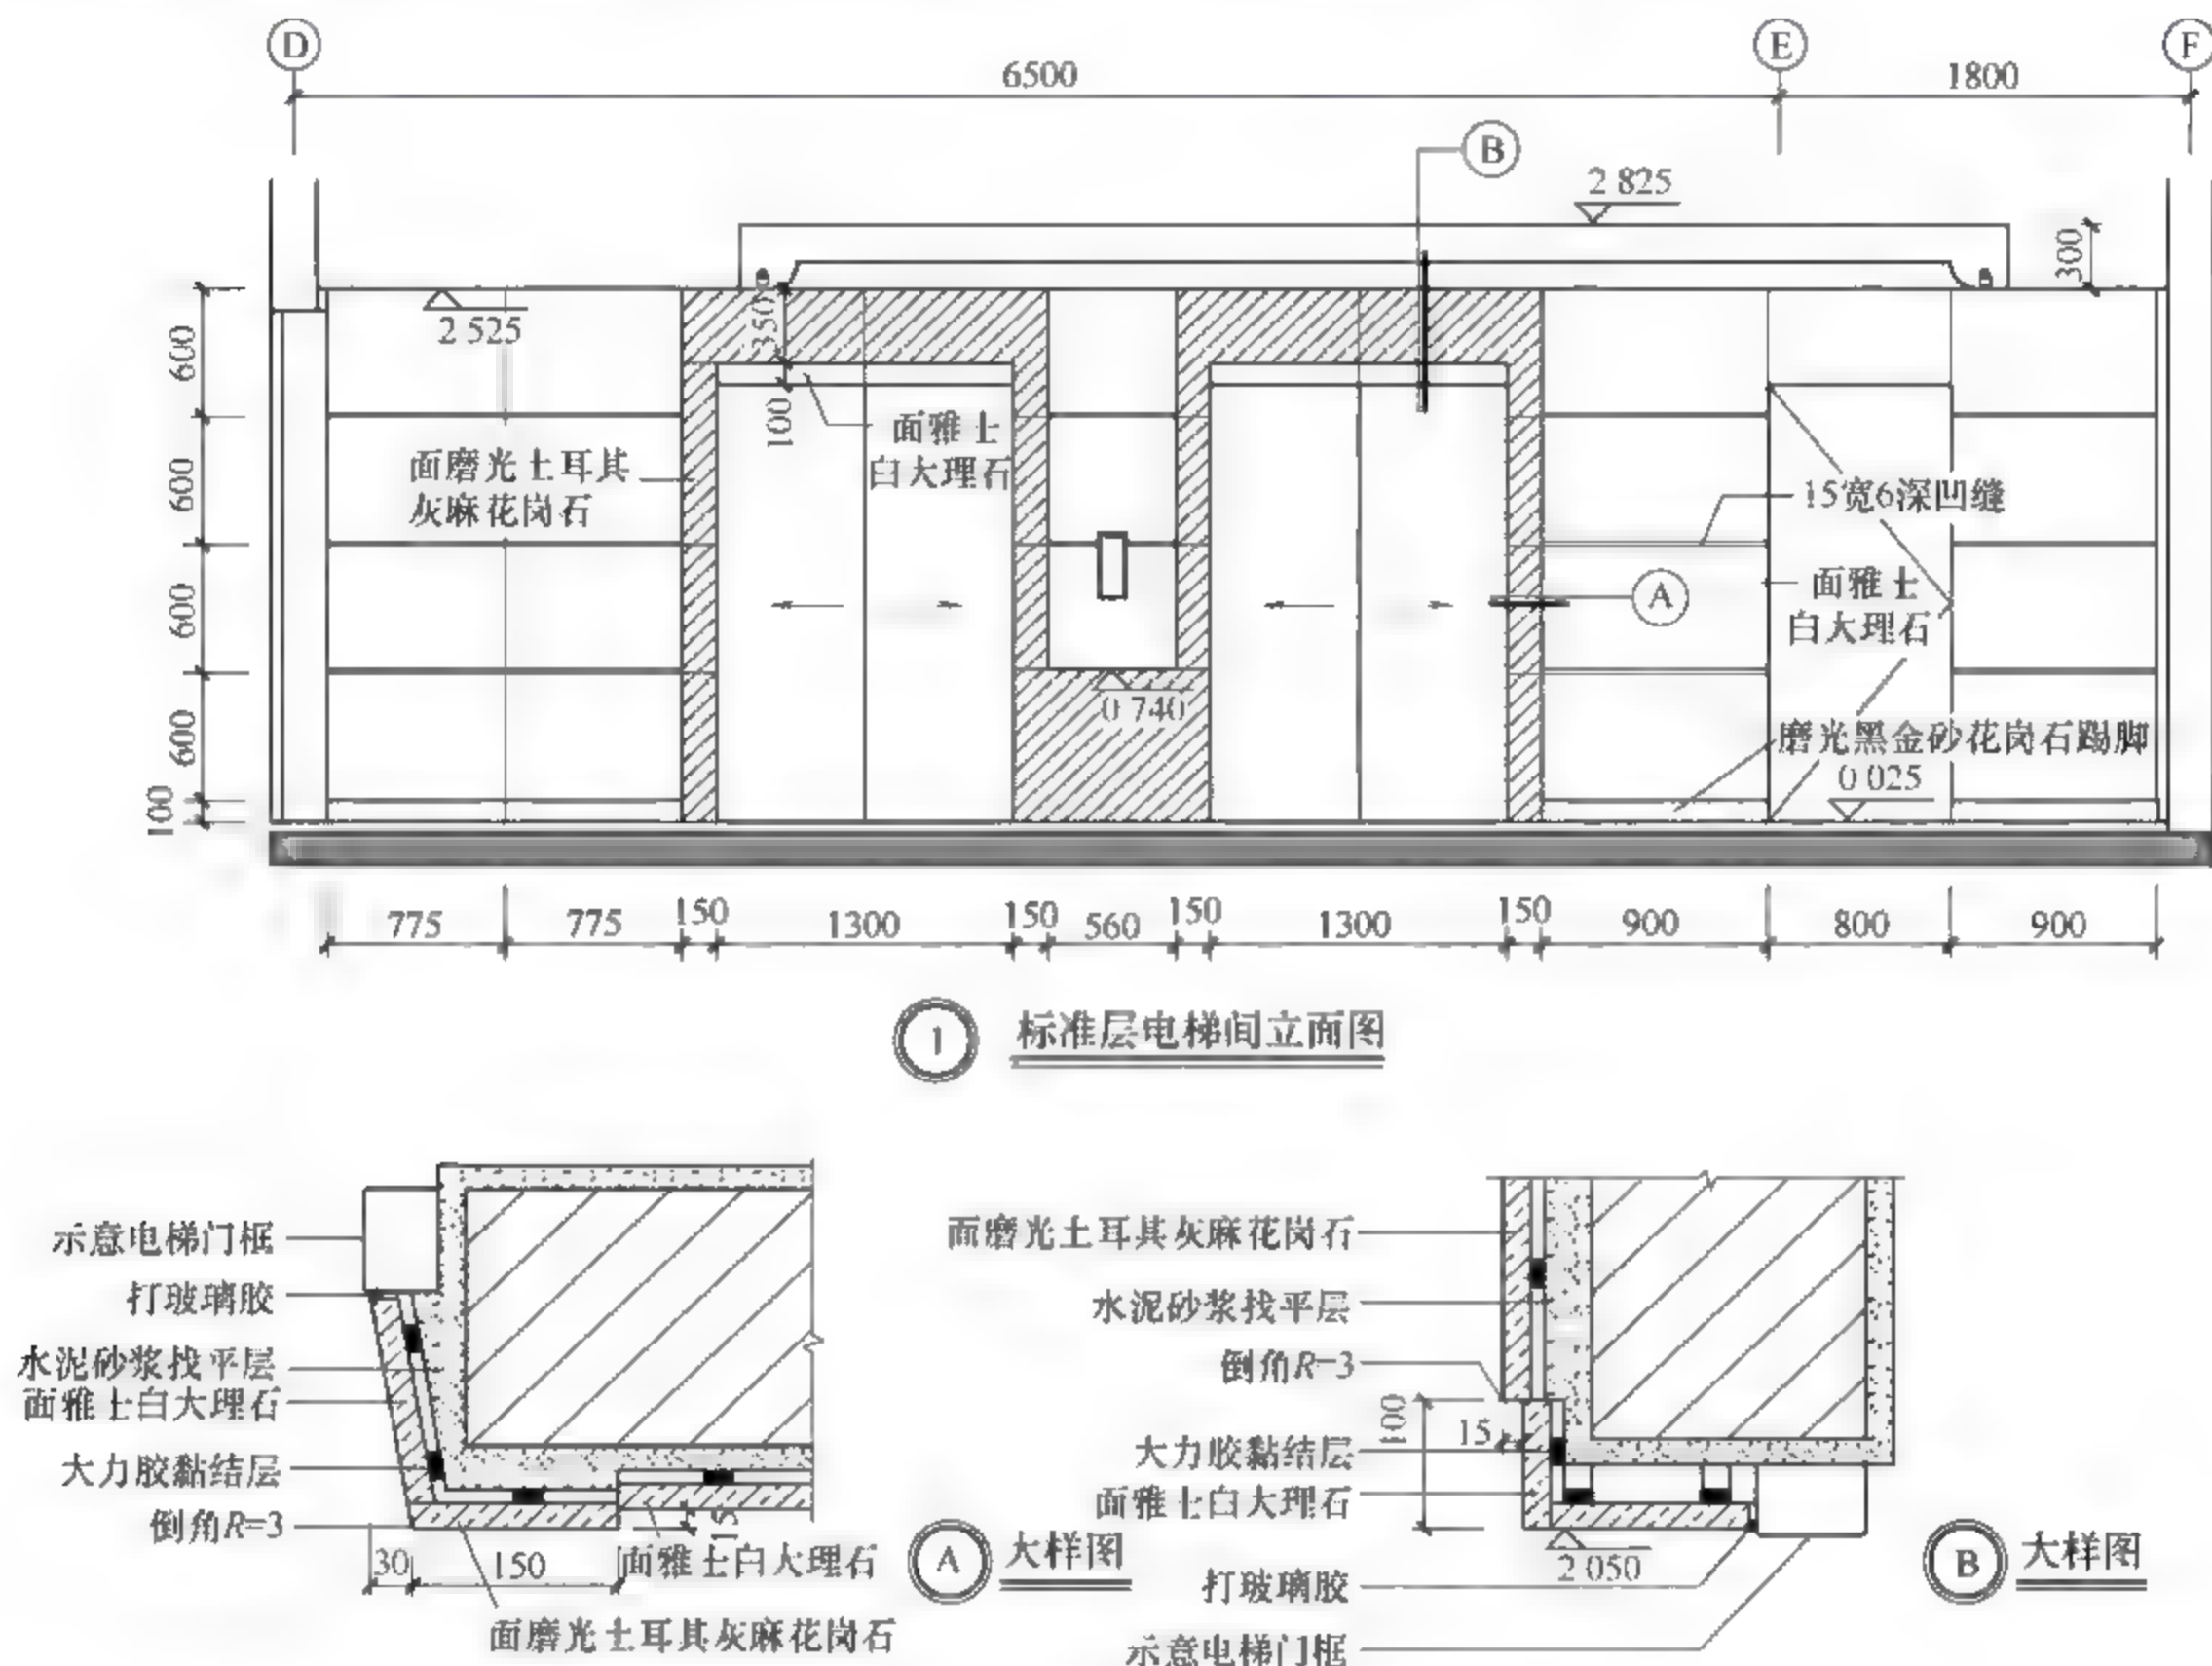 D
E
F
6500
1800
B
2 825
300
2 525
350
100
600
600
600
600
100
面磨光土耳其
灰麻花岗石
面雅士
白大理石
15宽6深凹缝
A
面雅士
白大理石
0 740
磨光黑金砂花岗石踢脚
0 025
775
775
150
1300
150
560
150
1300
150
900
800
900
1 标准层电梯间立面图
示意电梯门框
打玻璃胶
水泥砂浆找平层
面雅士白大理石
大力胶黏结层
倒角R=3
30
150
15
面雅士白大理石
面磨光土耳其灰麻花岗石
A 大样图
面磨光土耳其灰麻花岗石
水泥砂浆找平层
倒角R=3
100
15
大力胶黏结层
面雅士白大理石
2 050
打玻璃胶
示意电梯门框
B 大样图